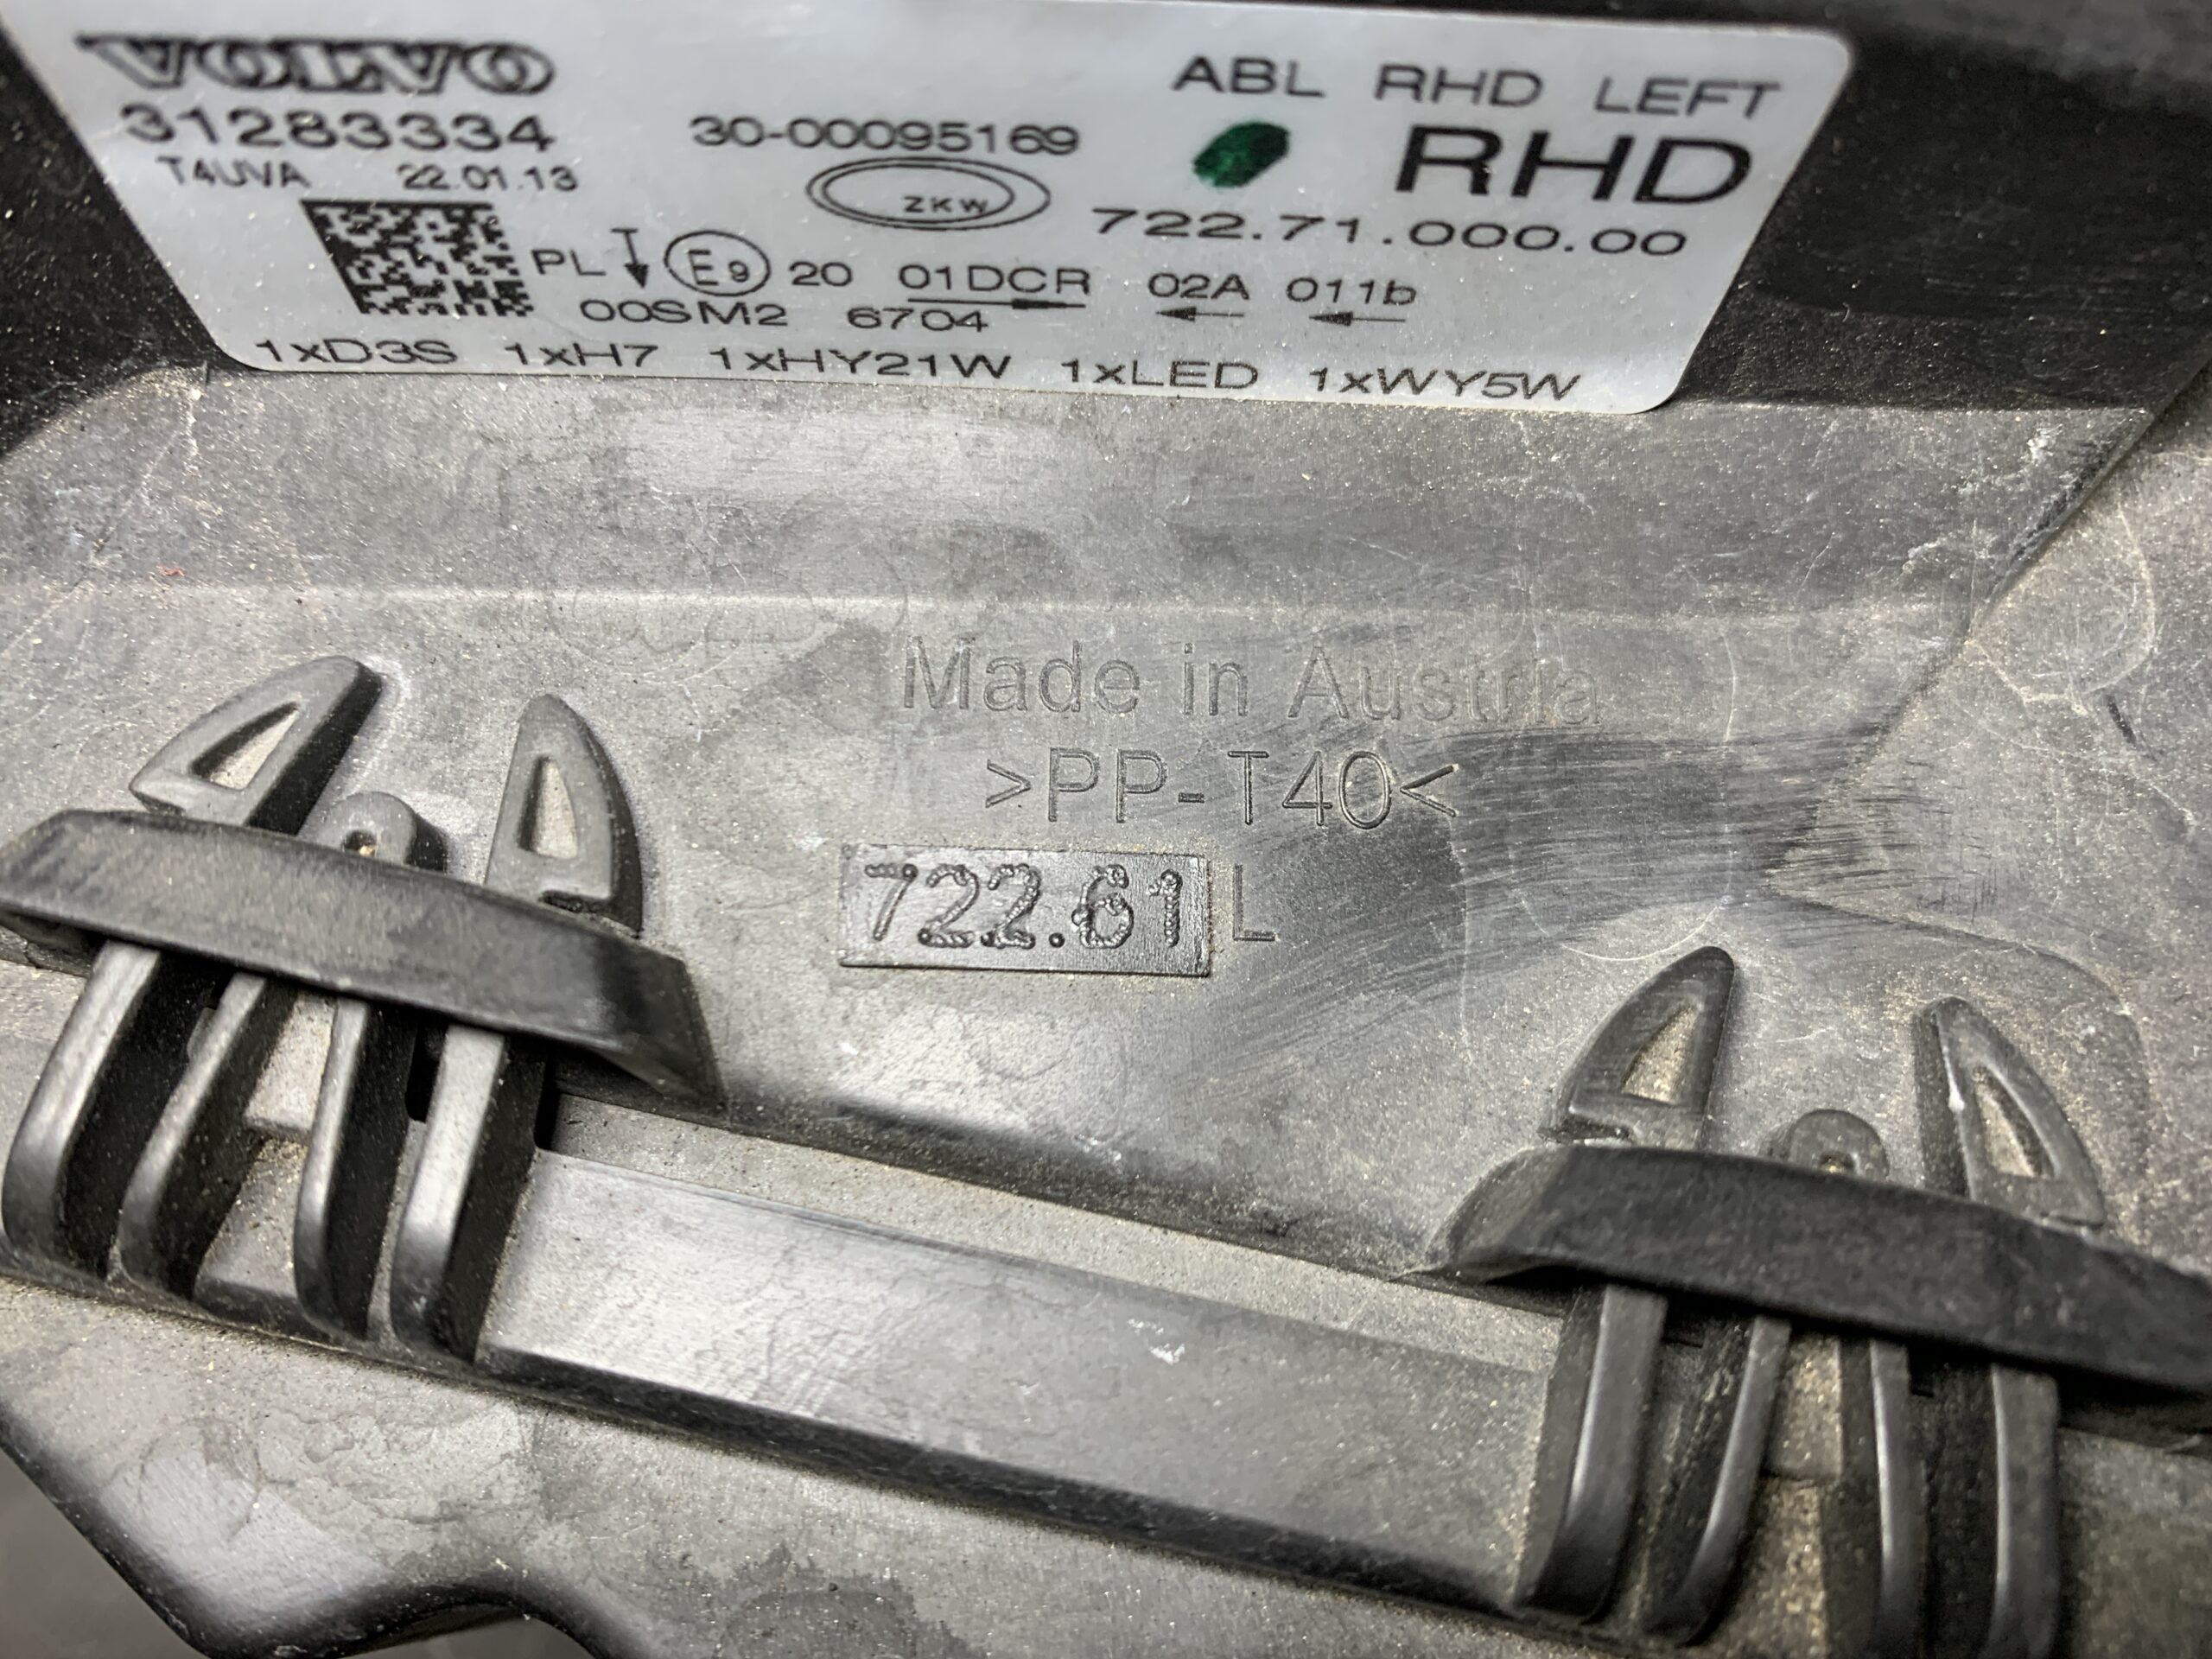 VOLVO
31283334
T4UVA 22.01.13
30-00095169
ZKW
ABL RHD LEFT
RHD
722.71.000.00
PL E9 20 01DCR 02A 011b
00SM2 6704
1xD3S 1xH7 1xHY21W 1xLED 1xWY5W
Made in Austria
>PP-T40<
722.61 L